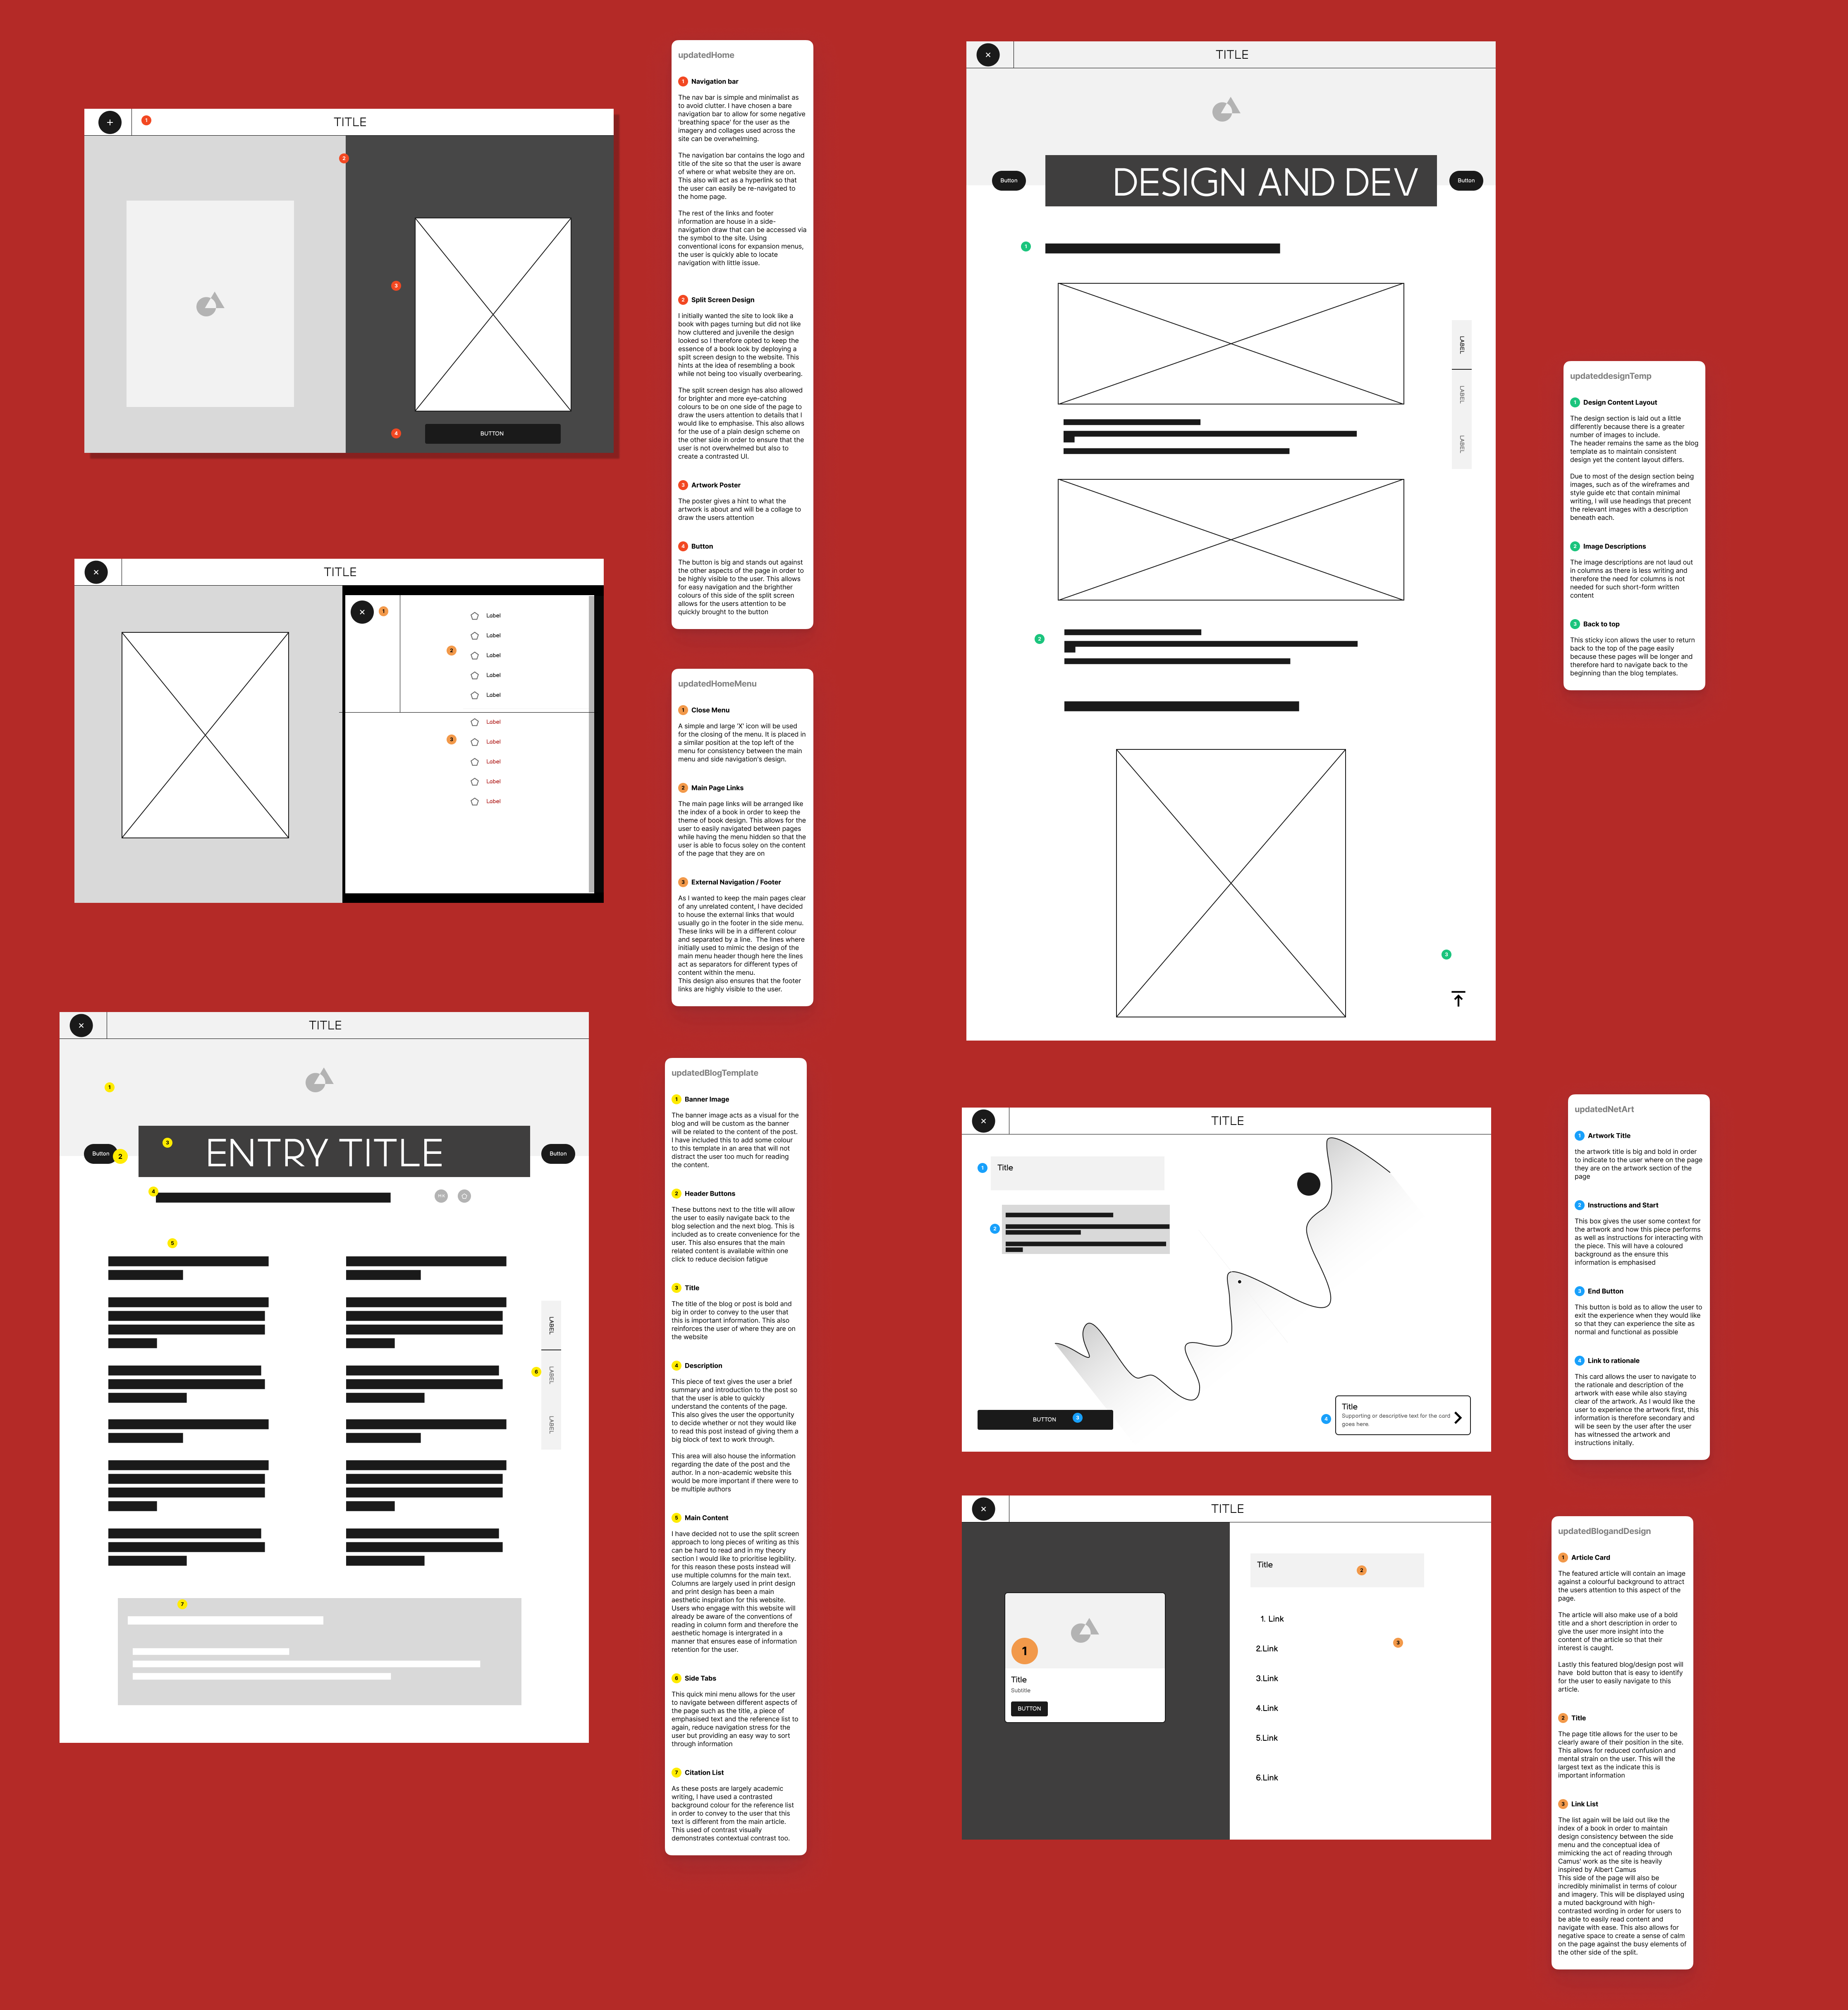 TITLE
1
2
3
4
BUTTON
updatedHome
1 Navigation bar
The nav bar is simple and minimalist as
to avoid clutter. I have chosen a bare
navigation bar to allow for some negative
'breathing space' for the user as the
imagery and collages used across the
site can be overwhelming.
The navigation bar contains the logo and
title of the site so that the user is aware
of where or what website they are on.
This also will act as a hyperlink so that
the user can easily be re-navigated to
the home page.
The rest of the links and footer
information are house in a side-
navigation draw that can be accessed via
the symbol to the site. Using
conventional icons for expansion menus,
the user is quickly able to locate
navigation with little issue.
2 Split Screen Design
I initially wanted the site to look like a
book with pages turning but did not like
how cluttered and juvenile the design
looked so I therefore opted to keep the
essence of a book look by deploying a
split screen design to the website. This
hints at the idea of resembling a book
while not being too visually overbearing.
The split screen design has also allowed
for brighter and more eye-catching
colours to be on one side of the page to
draw the users attention to details that I
would like to emphasise. This also allows
for the use of a plain design scheme on
the other side in order to ensure that the
user is not overwhelmed but also to
create a contrasted UI.
3 Artwork Poster
The poster gives a hint to what the
artwork is about and will be a collage to
draw the users attention
4 Button
The button is big and stands out against
the other aspects of the page in order to
be highly visible to the user. This allows
for easy navigation and the brighther
colours of this side of the split screen
allows for the users attention to be
quickly brought to the button
TITLE
1
Label
Label
2
Label
Label
Label
Label
3
Label
Label
Label
Label
updatedHomeMenu
1 Close Menu
A simple and large 'X' icon will be used
for the closing of the menu. It is placed in
a similar position at the top left of the
menu for consistency between the main
menu and side navigation's design.
2 Main Page Links
The main page links will be arranged like
the index of a book in order to keep the
theme of book design. This allows for the
user to easily navigated between pages
while having the menu hidden so that the
user is able to focus soley on the content
of the page that they are on
3 External Navigation / Footer
As I wanted to keep the main pages clear
of any unrelated content, I have decided
to house the external links that would
usually go in the footer in the side menu.
These links will be in a different colour
and separated by a line. The lines where
initially used to mimic the design of the
main menu header though here the lines
act as separators for different types of
content within the menu.
This design also ensures that the footer
links are highly visible to the user.
TITLE
1
Button
2
3
ENTRY TITLE
Button
4
5
LABEL
6
LABEL
LABEL
7
updatedBlogTemplate
1 Banner Image
The banner image acts as a visual for the
blog and will be custom as the banner
will be related to the content of the post.
I have included this to add some colour
to this template in an area that will not
distract the user too much for reading
the content.
2 Header Buttons
These buttons next to the title will allow
the user to easily navigate back to the
blog selection and the next blog. This is
included as to create convenience for the
user. This also ensures that the main
related content is available within one
click to reduce decision fatigue
3 Title
The title of the blog or post is bold and
big in order to convey to the user that
this is important information. This also
reinforces the user of where they are on
the website
4 Description
This piece of text gives the user a brief
summary and introduction to the post so
that the user is able to quickly
understand the contents of the page.
This also gives the user the opportunity
to decide whether or not they would like
to read this post instead of giving them a
big block of text to work through.
This area will also house the information
regarding the date of the post and the
author. In a non-academic website this
would be more important if there were to
be multiple authors
5 Main Content
I have decided not to use the split screen
approach to long pieces of writing as this
can be hard to read and in my theory
section I would like to prioritise legibility.
for this reason these posts instead will
use multiple columns for the main text.
Columns are largely used in print design
and print design has been a main
aesthetic inspiration for this website.
Users who engage with this website will
already be aware of the conventions of
reading in column form and therefore the
aesthetic homage is intergrated in a
manner that ensures ease of information
retention for the user.
6 Side Tabs
This quick mini menu allows for the user
to navigate between different aspects of
the page such as the title, a piece of
emphasised text and the reference list to
again, reduce navigation stress for the
user but providing an easy way to sort
through information
7 Citation List
As these posts are largely academic
writing, I have used a contrasted
background colour for the reference list
in order to convey to the user that this
text is different from the main article.
This used of contrast visually
demonstrates contextual contrast too.
TITLE
Button
DESIGN AND DEV
Button
1
LABEL
LABEL
LABEL
2
3
updateddesignTemp
1 Design Content Layout
The design section is laid out a little
differently because there is a greater
number of images to include.
The header remains the same as the blog
template as to maintain consistent
design yet the content layout differs.
Due to most of the design section being
images, such as of the wireframes and
style guide etc that contain minimal
writing, I will use headings that precent
the relevant images with a description
beneath each.
2 Image Descriptions
The image descriptions are not laid out
in columns as there is less writing and
therefore the need for columns is not
needed for such short-form written
content
3 Back to top
This sticky icon allows the user to return
back to the top of the page easily
because these pages will be longer and
therefore hard to navigate back to the
beginning than the blog templates.
TITLE
1
Title
2
BUTTON
3
4
Title
Supporting or descriptive text for the card
goes here.
updatedNetArt
1 Artwork Title
the artwork title is big and bold in order
to indicate to the user where on the page
they are on the artwork section of the
page
2 Instructions and Start
This box gives the user some context for
the artwork and how this piece performs
as well as instructions for interacting with
the piece. This will have a coloured
background as the ensure this
information is emphasised
3 End Button
This button is bold as to allow the user to
exit the experience when they would like
so that they can experience the site as
normal and functional as possible
4 Link to rationale
This card allows the user to navigate to
the rationale and description of the
artwork with ease while also staying
clear of the artwork. As I would like the
user to experience the artwork first, this
information is therefore secondary and
will be seen by the user after the user
has witnessed the artwork and
instructions initally.
TITLE
1
Title
Subtitle
BUTTON
Title
2
1. Link
3
2.Link
3.Link
4.Link
5.Link
6.Link
updatedBlogandDesign
1 Article Card
The featured article will contain an image
against a colourful background to attract
the users attention to this aspect of the
page.
The article will also make use of a bold
title and a short description in order to
give the user more insight into the
content of the article so that their
interest is caught.
Lastly this featured blog/design post will
have bold button that is easy to identify
for the user to easily navigate to this
article.
2 Title
The page title allows for the user to be
clearly aware of their position in the site.
This allows for reduced confusion and
mental strain on the user. This will the
largest text as the indicate this is
important information
3 Link List
The list again will be laid out like the
index of a book in order to maintain
design consistency between the side
menu and the conceptual idea of
mimicking the act of reading through
Camus' work as the site is heavily
inspired by Albert Camus
This side of the page will also be
incredibly minimalist in terms of colour
and imagery. This will be displayed using
a muted background with high-
contrasted wording in order for users to
be able to easily read content and
navigate with ease. This also allows for
negative space to create a sense of calm
on the page against the busy elements of
the other side of the split.